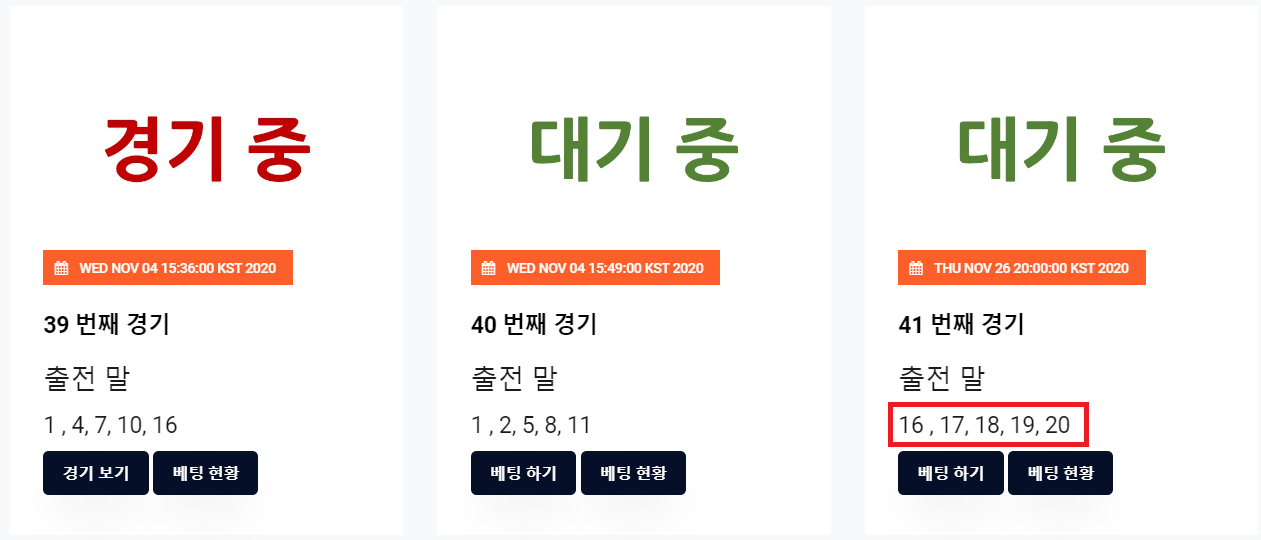 경기 중
WED NOV 04 15:36:00 KST 2020
39 번째 경기
출전 말
1 , 4, 7, 10, 16
경기 보기 베팅 현황
대기 중
WED NOV 04 15:49:00 KST 2020
40 번째 경기
출전 말
1 , 2, 5, 8, 11
베팅 하기 베팅 현황
대기 중
THU NOV 26 20:00:00 KST 2020
41 번째 경기
출전 말
16 , 17, 18, 19, 20
베팅 하기 베팅 현황